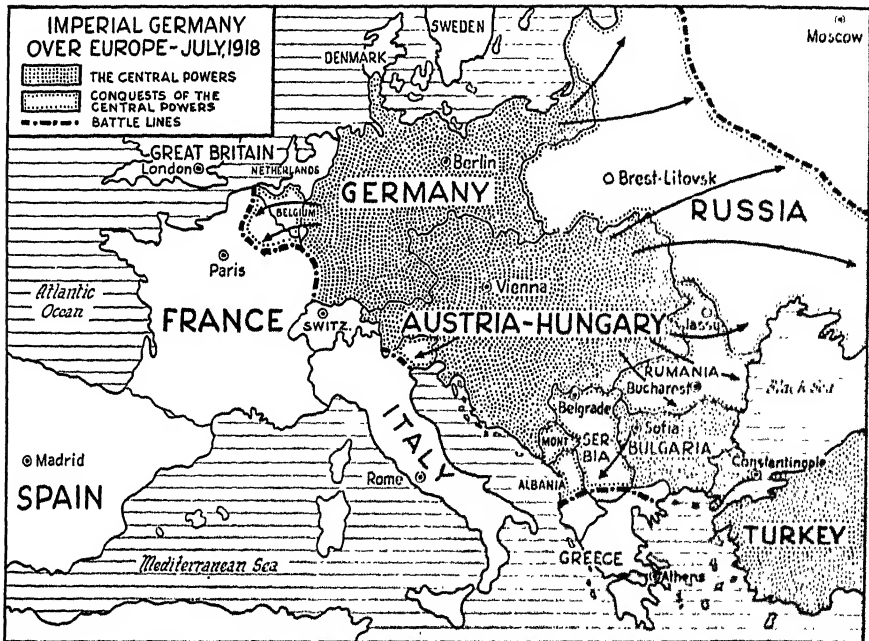 IMPERIAL GERMANY
OVER EUROPE-JULY, 1918
THE CENTRAL POWERS
CONQUESTS OF THE
CENTRAL POWERS
BATTLE LINES
SWEDEN
DENMARK
Moscow
GREAT BRITAIN
London
NETHERLANDS
Berlin
GERMANY
Brest-Litovsk
RUSSIA
BELGIUM
Paris
Atlantic
Ocean
FRANCE
SWITZ.
Vienna
AUSTRIA-HUNGARY
Iassy
RUMANIA
Bucharest
Black Sea
Belgrade
ITALY
MONT.
SER-
BIA
Sofia
BULGARIA
Madrid
SPAIN
Rome
ALBANIA
Constantinople
TURKEY
GREECE
Athens
Mediterranean Sea